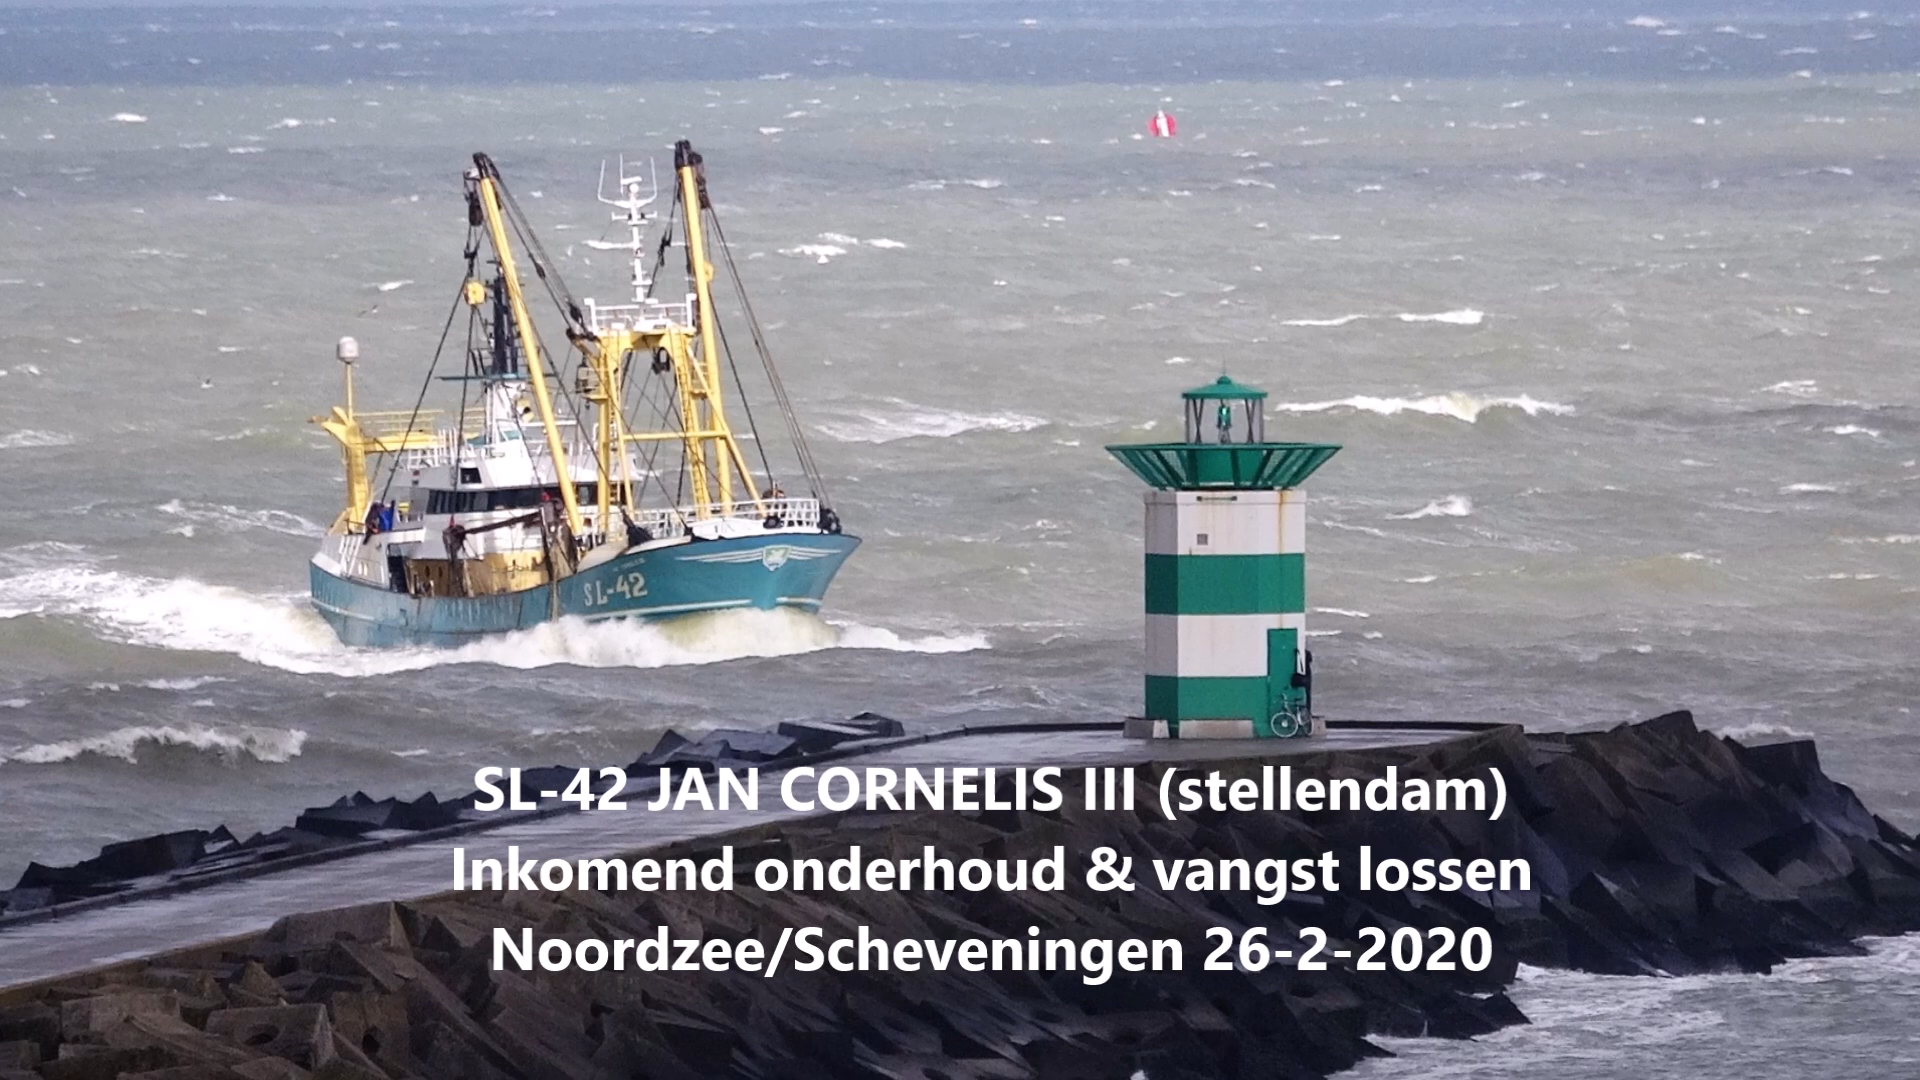 SL-42
SL-42 JAN CORNELIS III (stellendam)
Inkomend onderhoud & vangst lossen
Noordzee/Scheveningen 26-2-2020